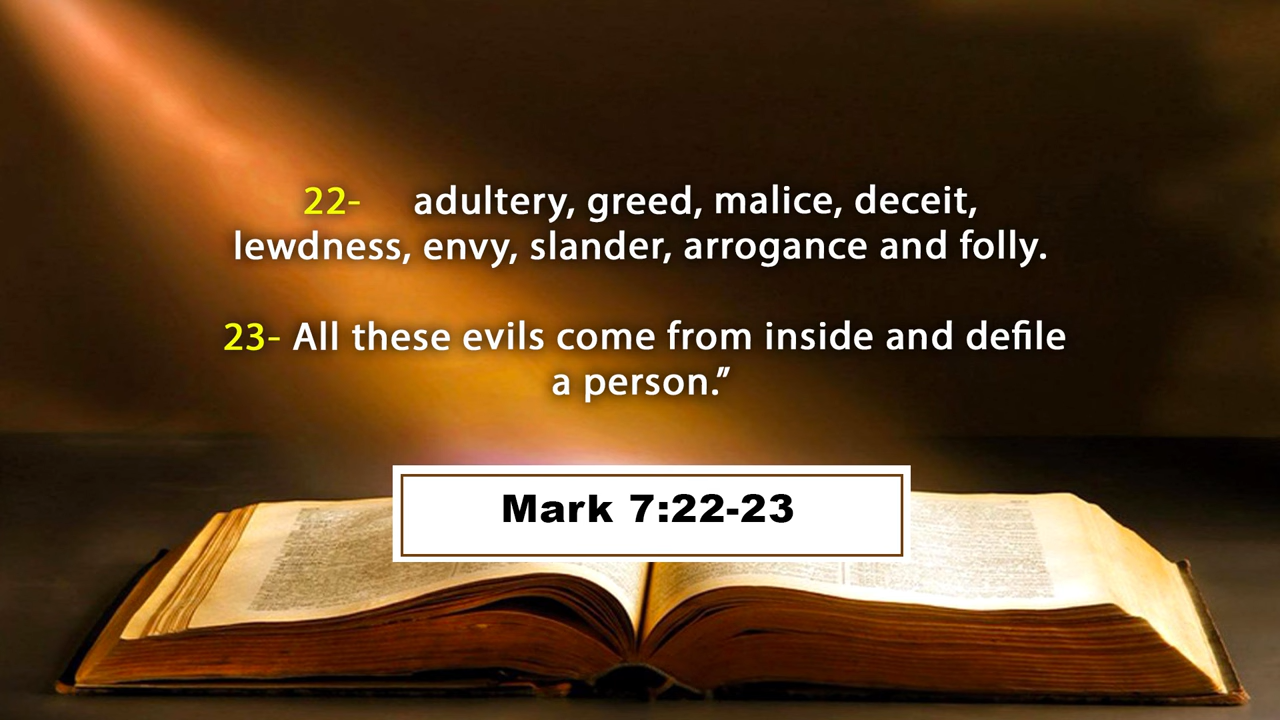 22- adultery, greed, malice, deceit,
lewdness, envy, slander, arrogance and folly.
23- All these evils come from inside and defile
a person.”
Mark 7:22-23